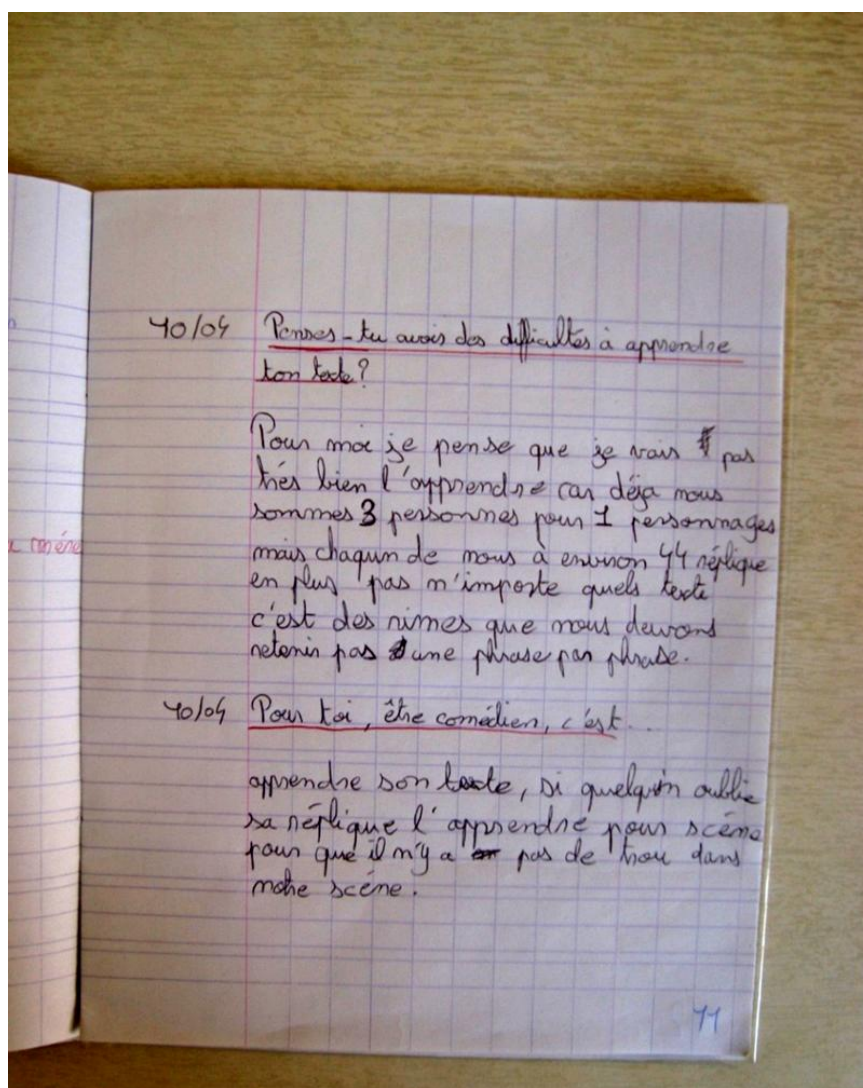 10/04 Penses-tu avoir des difficultés à apprendre
ton texte?
Pour moi je pense que je vais pas
très bien l'apprendre car déja nous
sommes 3 personnes pour 1 personnages
mais chaqun de nous à environ 44 réplique
en plus pas n'importe quels texte
c'est des rimes que nous devons
retenir pas une phrase par phrase.
10/04 Pour toi, être comédien, c'est...
apprendre son texte, si quelqu'un oublie
sa réplique l'apprendre pour scène
pour que il n'y a pas de trou dans
notre scène.
11